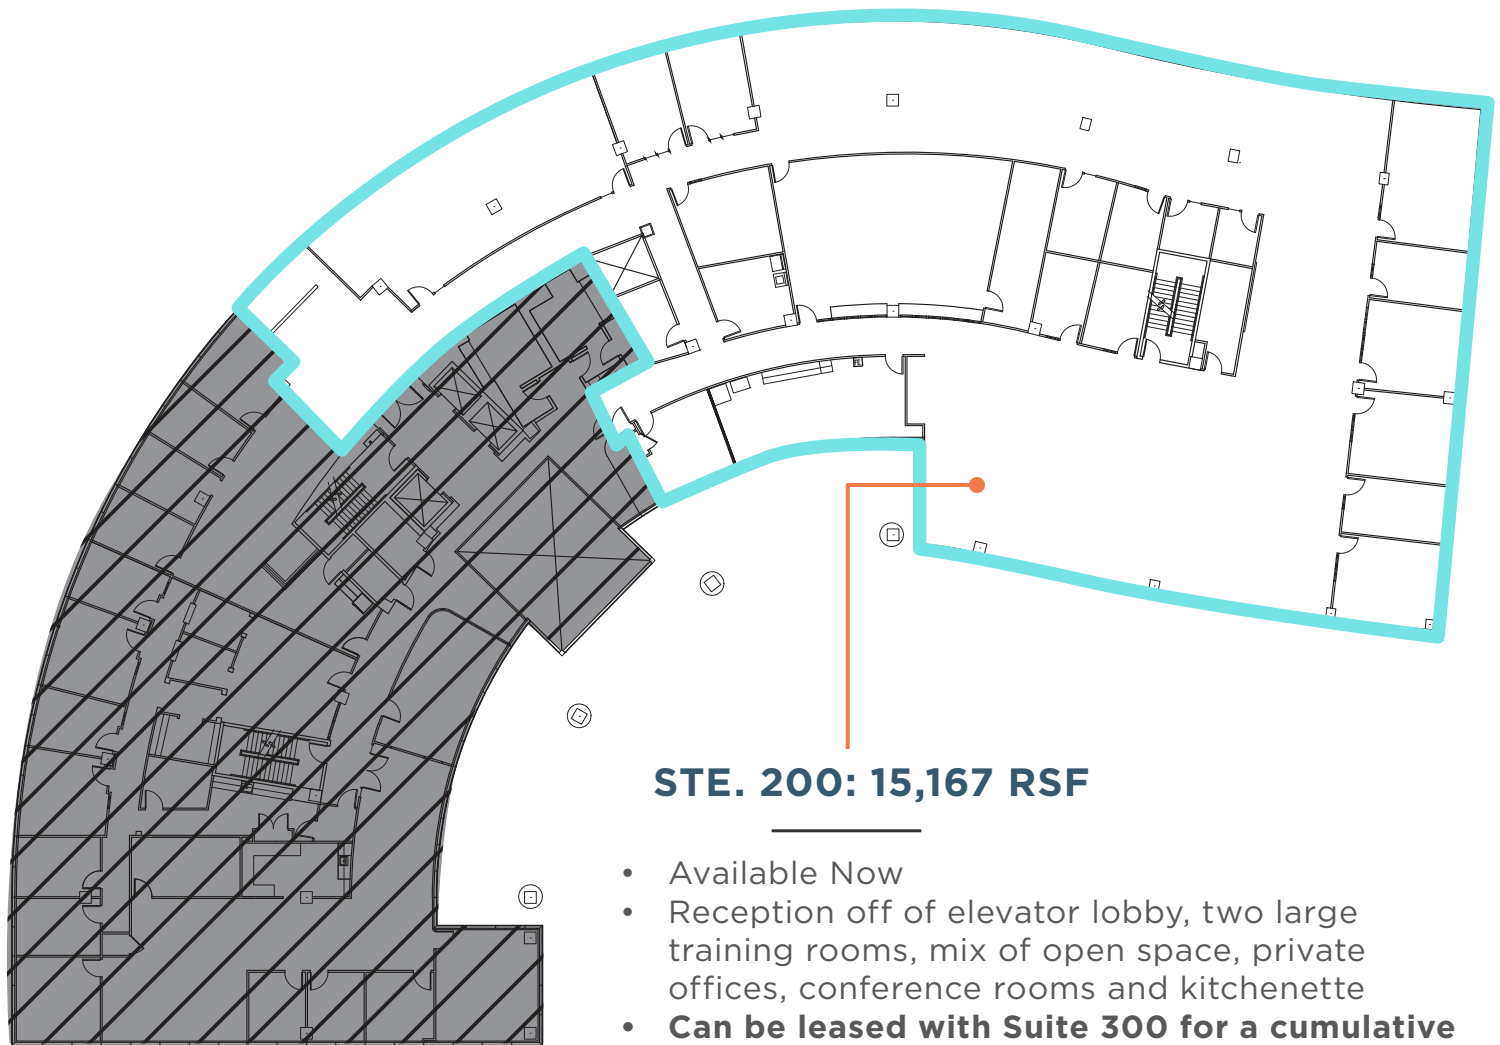 STE. 200: 15,167 RSF
• Available Now
• Reception off of elevator lobby, two large
training rooms, mix of open space, private
offices, conference rooms and kitchenette
• Can be leased with Suite 300 for a cumulative